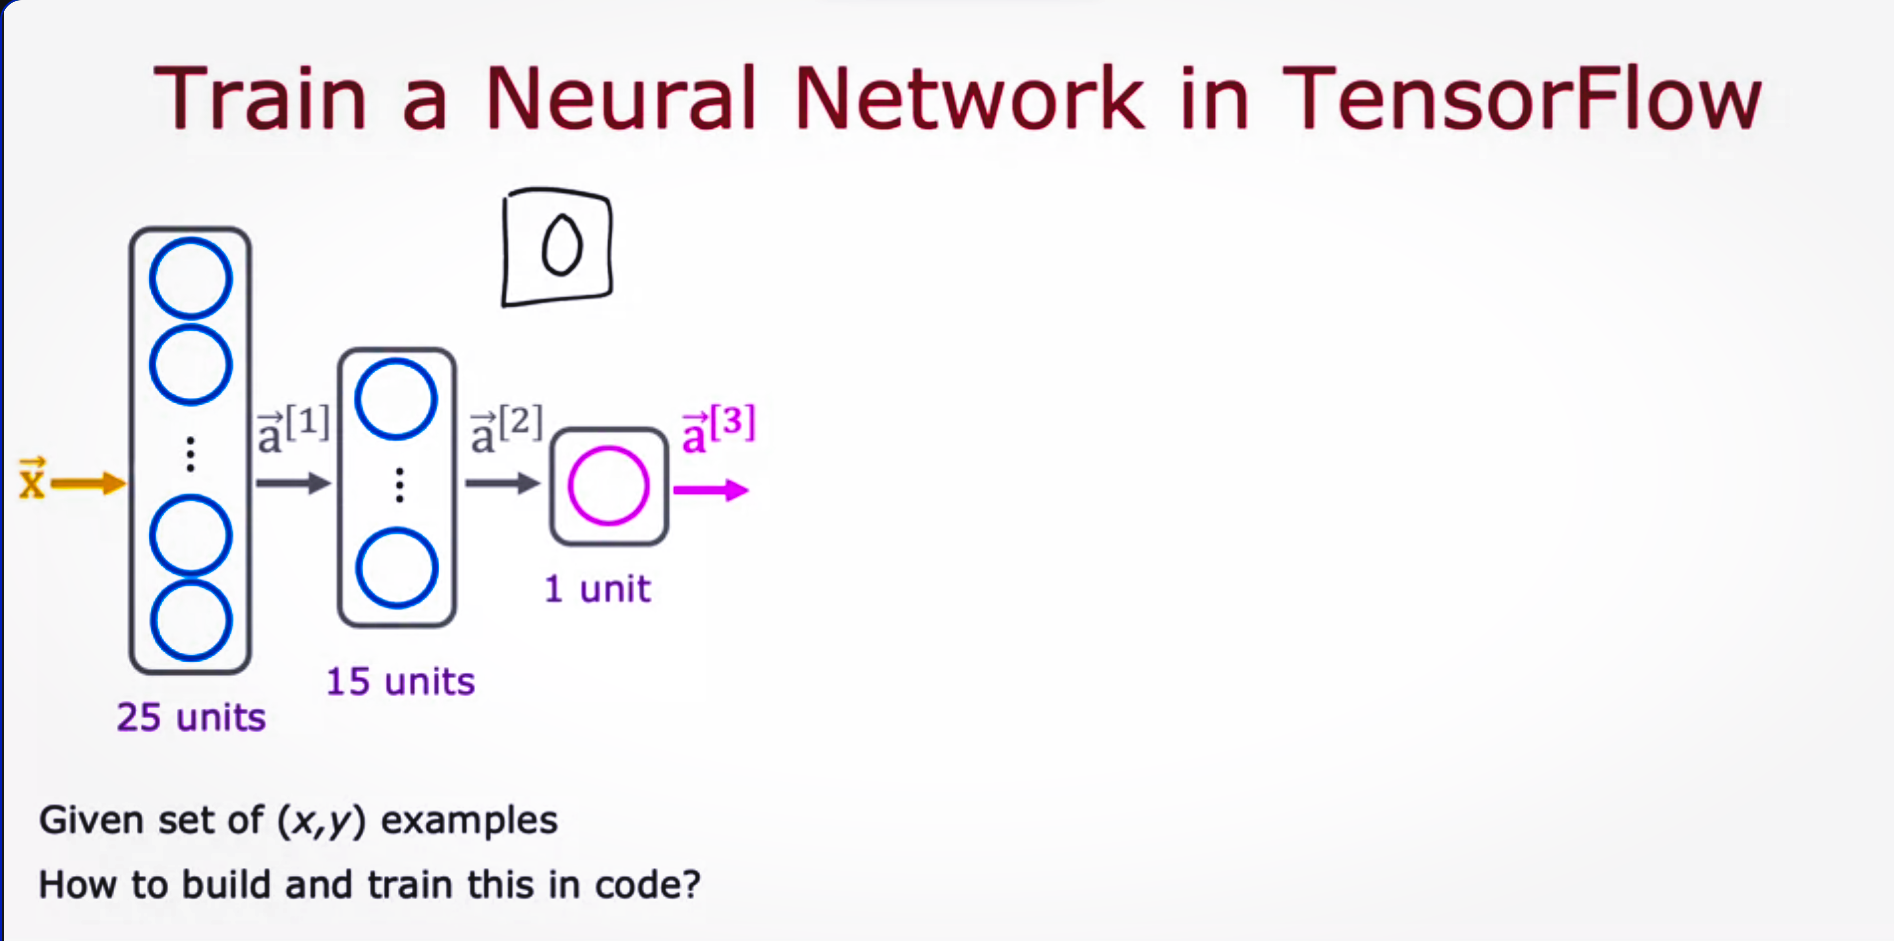 Train a Neural Network in TensorFlow
0
x⃗
a⃗[1]
a⃗[2]
a⃗[3]
1 unit
15 units
25 units
Given set of (x,y) examples
How to build and train this in code?